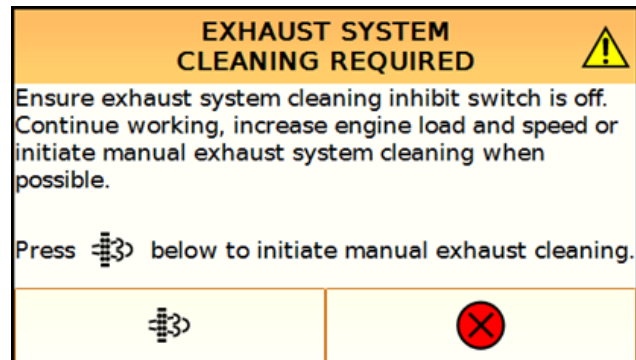 EXHAUST SYSTEM
CLEANING REQUIRED
Ensure exhaust system cleaning inhibit switch is off.
Continue working, increase engine load and speed or
initiate manual exhaust system cleaning when
possible.
Press below to initiate manual exhaust cleaning.